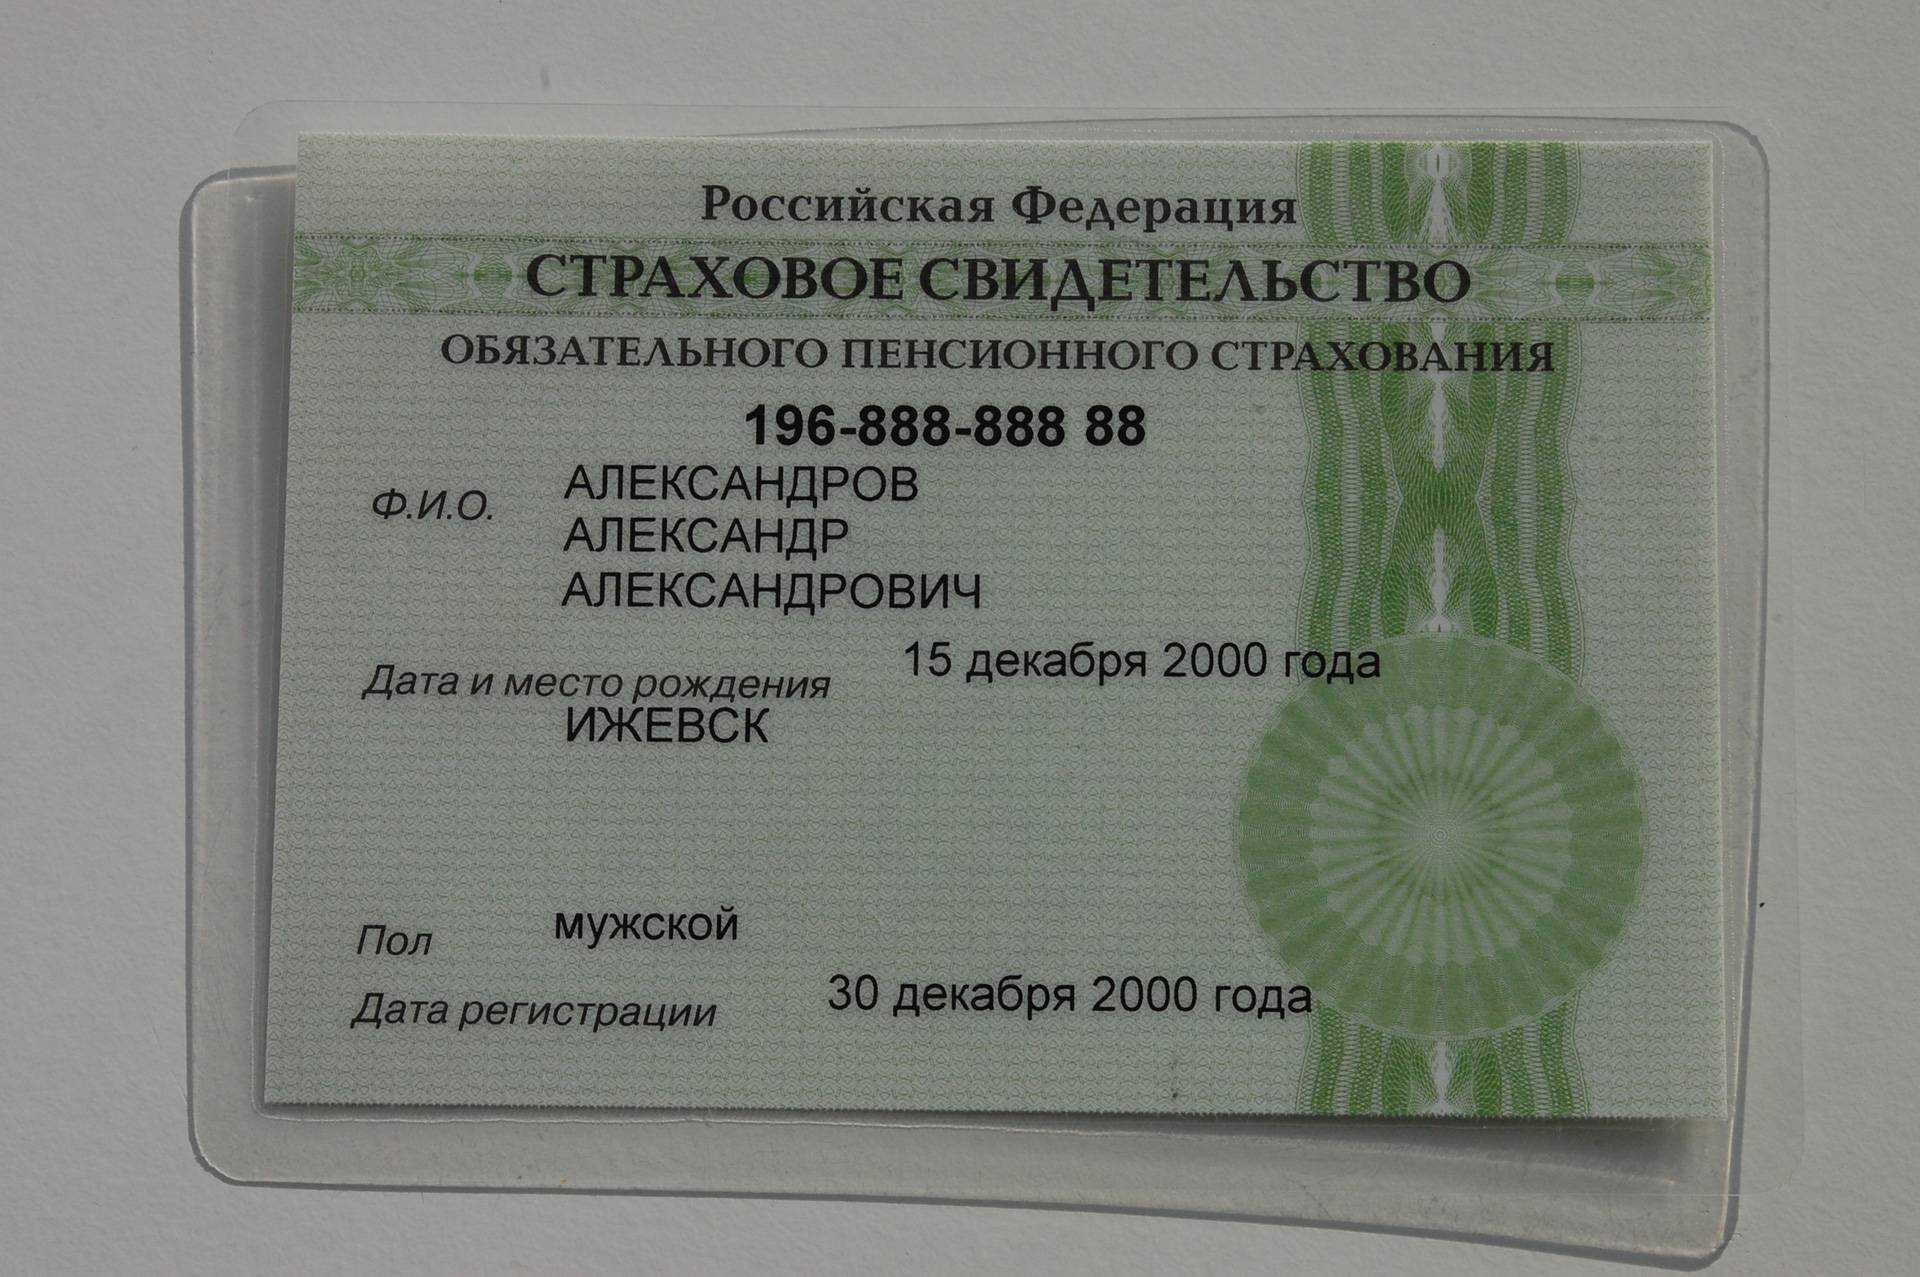 Российская Федерация
СТРАХОВОЕ СВИДЕТЕЛЬСТВО
ОБЯЗАТЕЛЬНОГО ПЕНСИОННОГО СТРАХОВАНИЯ
196-888-888 88
Ф.И.О. АЛЕКСАНДРОВ
АЛЕКСАНДР
АЛЕКСАНДРОВИЧ
Дата и место рождения 15 декабря 2000 года
ИЖЕВСК
Пол мужской
Дата регистрации 30 декабря 2000 года